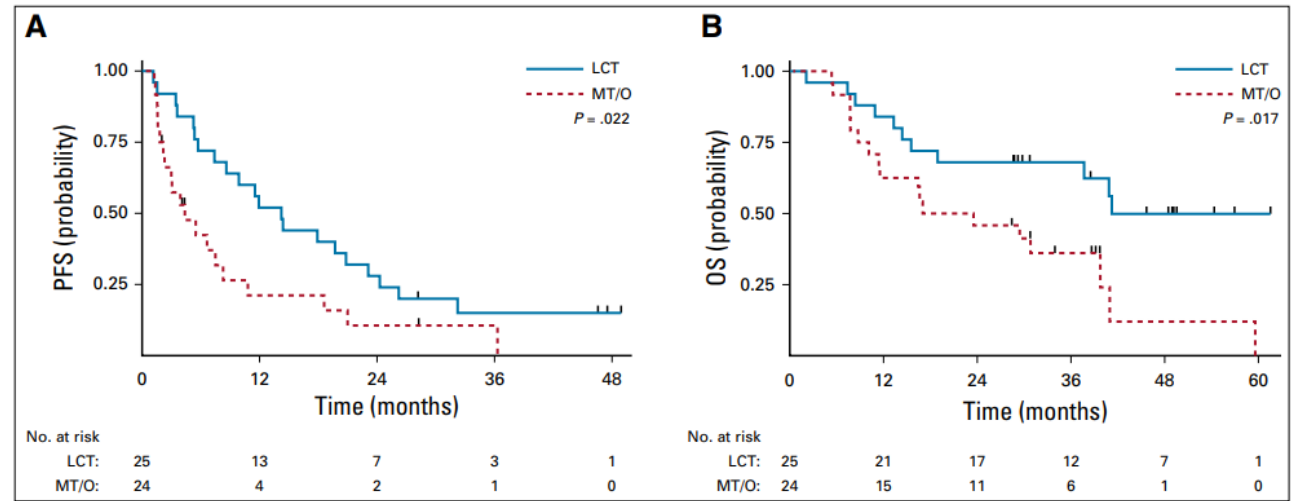 A
PFS (probability)
1.00
0.75
0.50
0.25
LCT
MT/O
P = .022
0 12 24 36 48
Time (months)
No. at risk
LCT: 25 13 7 3 1
MT/O: 24 4 2 1 0
B
OS (probability)
1.00
0.75
0.50
0.25
LCT
MT/O
P = .017
0 12 24 36 48 60
Time (months)
No. at risk
LCT: 25 21 17 12 7 1
MT/O: 24 15 11 6 1 0